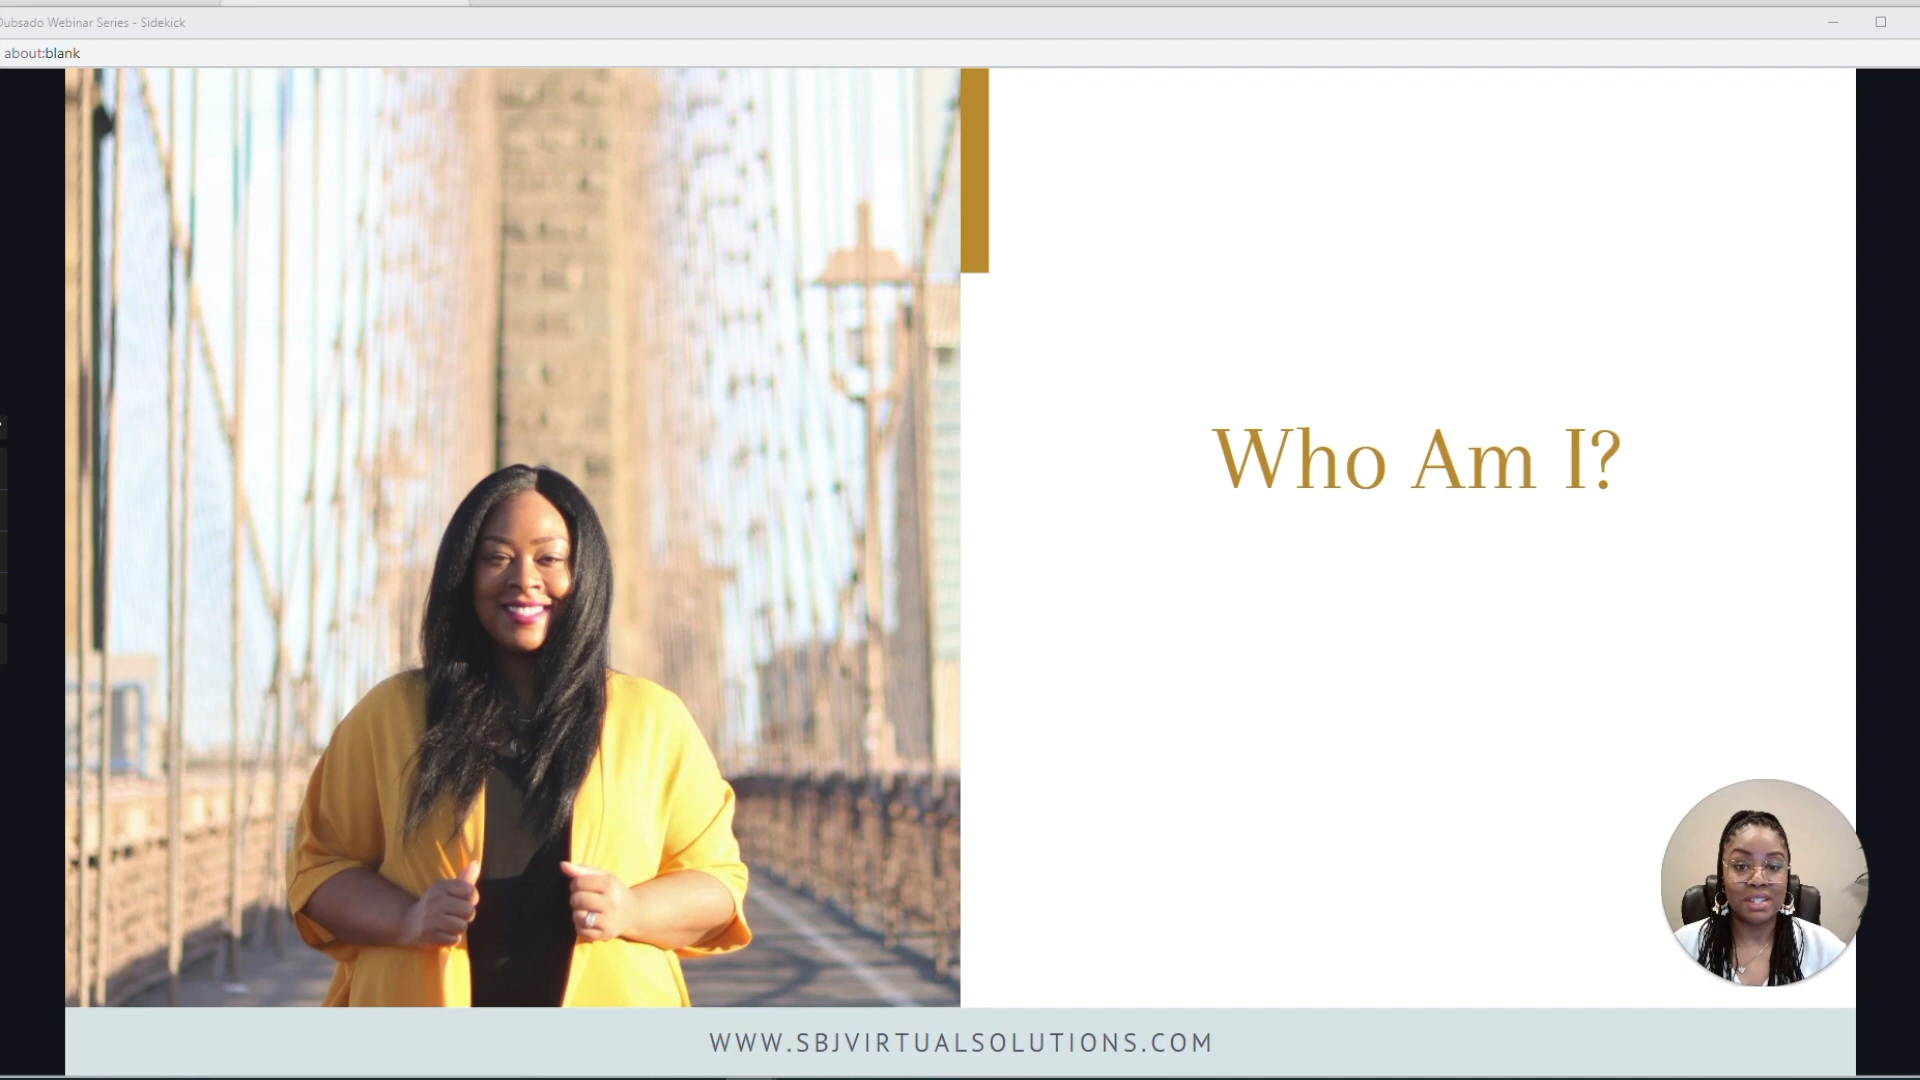 Dubsado Webinar Series - Sidekick
about:blank
Who Am I?
WWW.SBJVIRTUALSOLUTIONS.COM